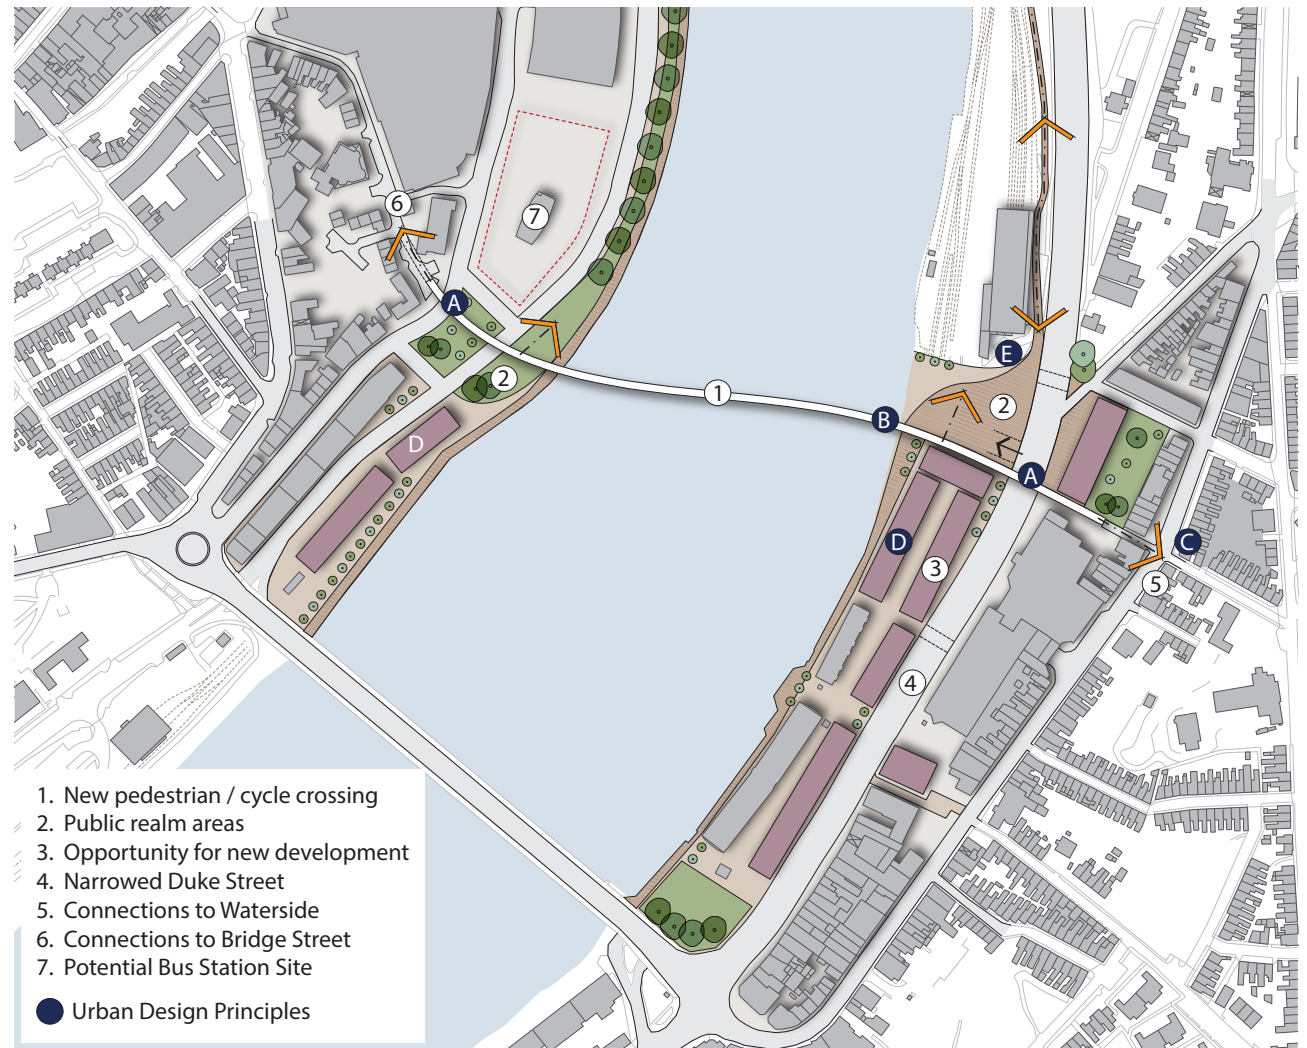 6
7
A
E
2
1
2
B
D
A
D
C
3
5
4
1. New pedestrian / cycle crossing
2. Public realm areas
3. Opportunity for new development
4. Narrowed Duke Street
5. Connections to Waterside
6. Connections to Bridge Street
7. Potential Bus Station Site
Urban Design Principles